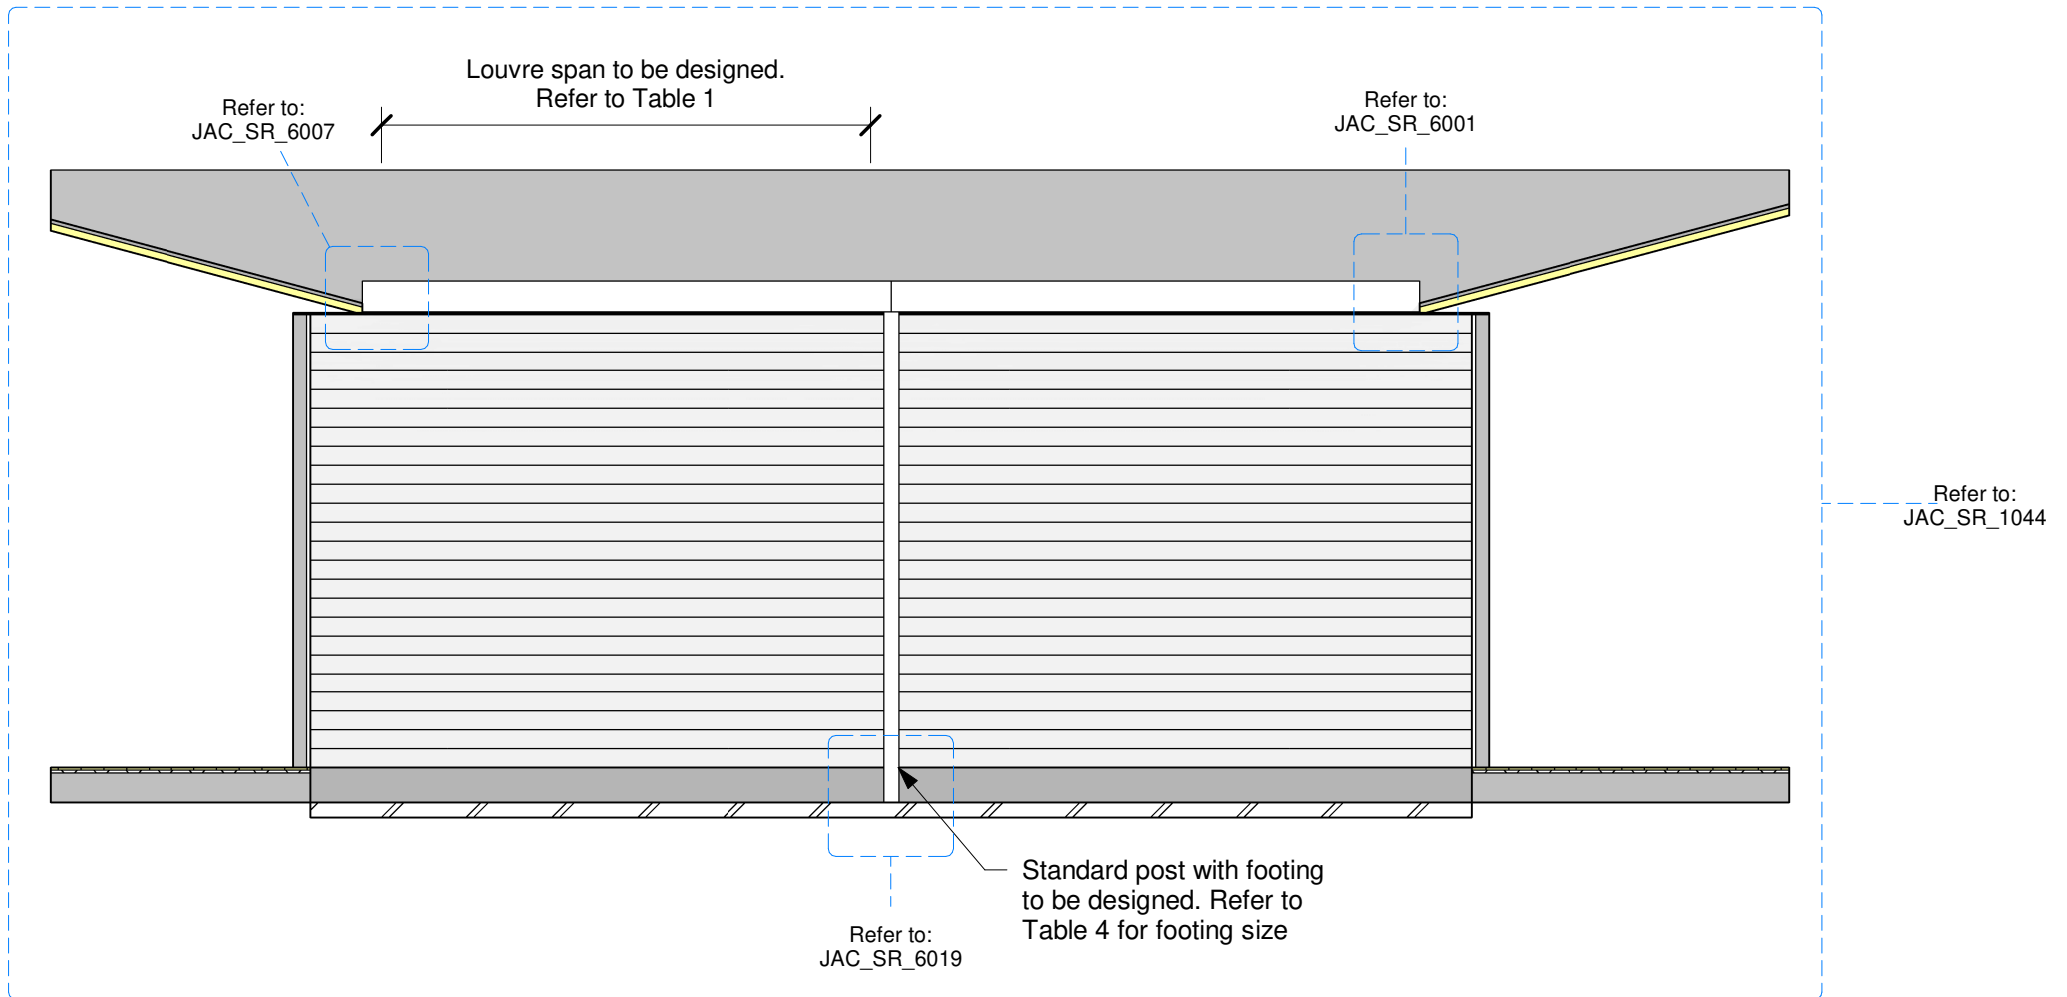 Louvre span to be designed.
Refer to Table 1
Refer to:
JAC_SR_6007
Refer to:
JAC_SR_6001
Refer to:
JAC_SR_1044
Standard post with footing
to be designed. Refer to
Table 4 for footing size
Refer to:
JAC_SR_6019